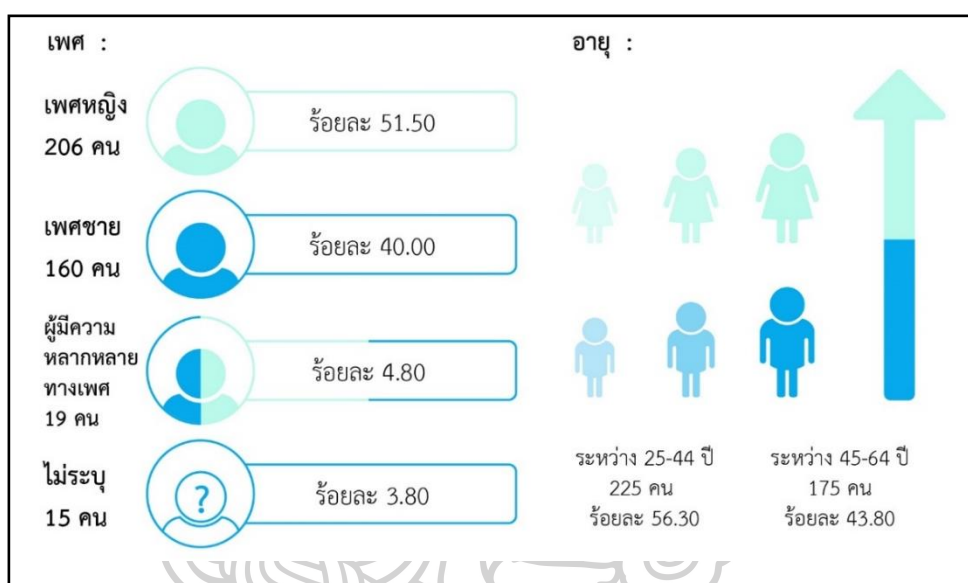 เพศ :
เพศหญิง
206 คน
ร้อยละ 51.50
เพศชาย
160 คน
ร้อยละ 40.00
ผู้มีความ
หลากหลาย
ทางเพศ
19 คน
ร้อยละ 4.80
ไม่ระบุ
15 คน
?
ร้อยละ 3.80
อายุ :
ระหว่าง 25-44 ปี
225 คน
ร้อยละ 56.30
ระหว่าง 45-64 ปี
175 คน
ร้อยละ 43.80